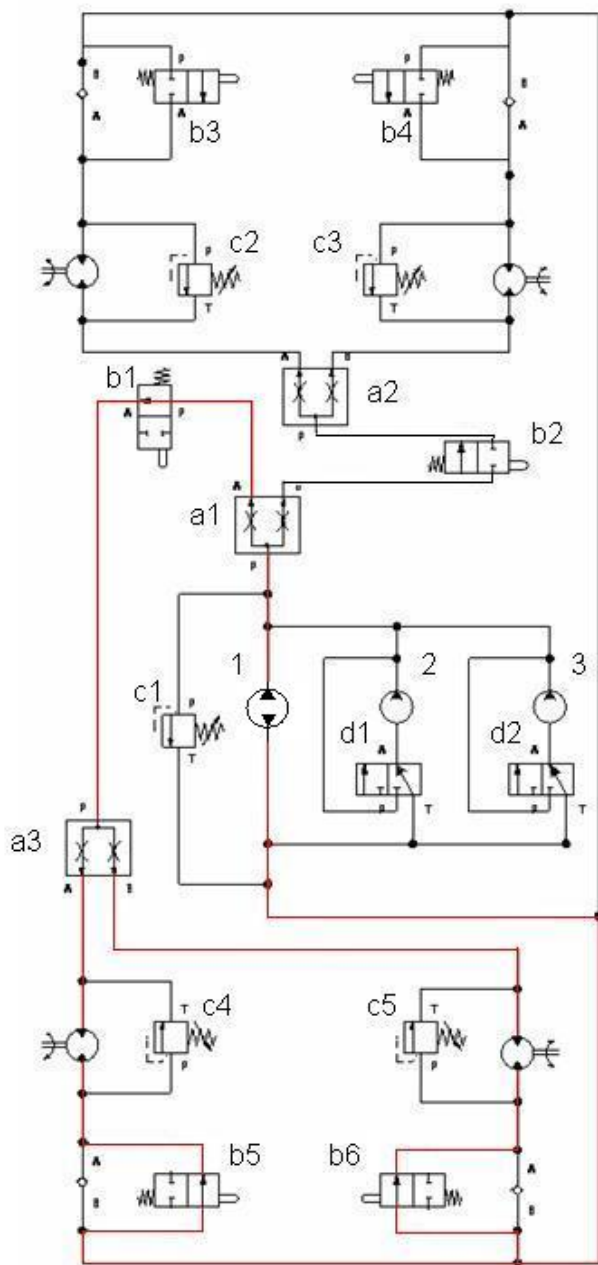 P P
B B
A A A A
b3 b4
c2 P c3 P
T T
A B
a2
b1
P
A P
b2
A
a1
P
1 2 3
c1 P
d1 A d2 A
T
P T P T
P
a3
A B
c4 T c5 T
P P
A A
b5 b6
B B